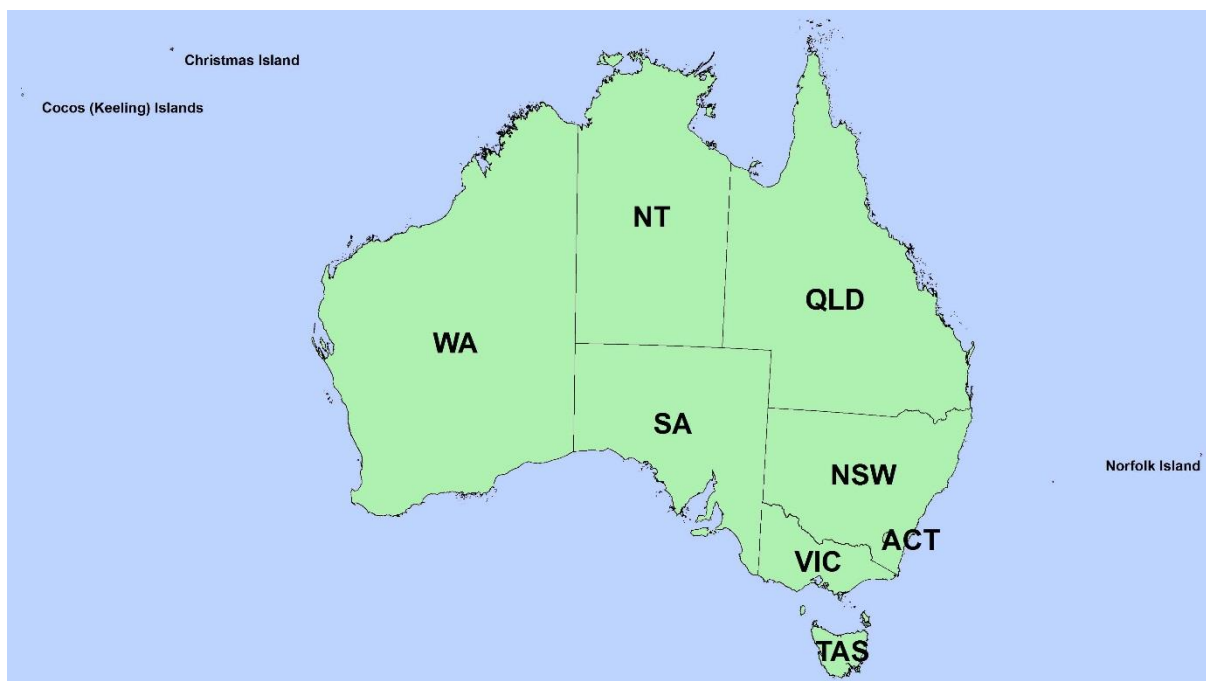 Christmas Island
Cocos (Keeling) Islands
NT
QLD
WA
SA
Norfolk Island
NSW
ACT
VIC
TAS